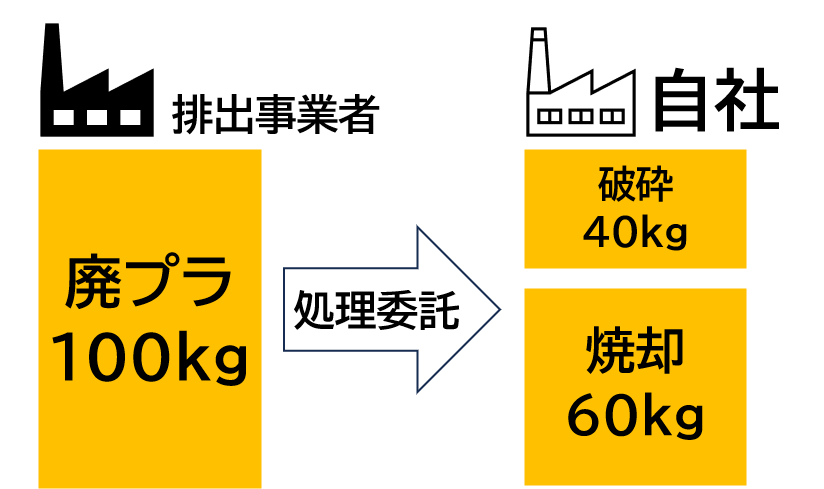 排出事業者
自社
廃プラ
100kg
処理委託
破砕
40kg
焼却
60kg